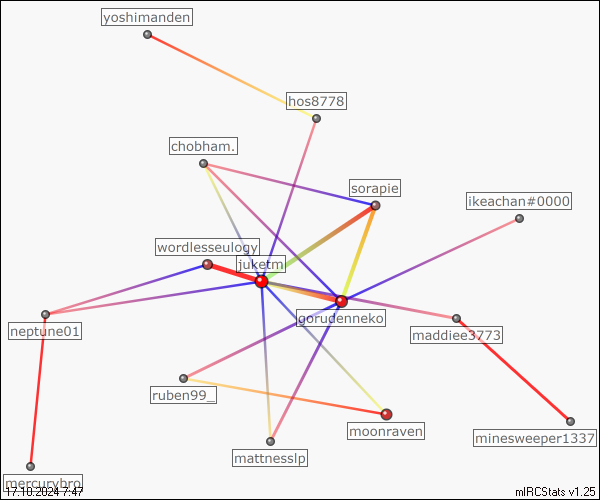 yoshimanden
hos8778
chobham.
sorapie
ikeachan#0000
wordlesseulogy
juketm
gorudenneko
neptune01
maddiee3773
ruben99_
moonraven
minesweeper1337
mattnesslp
mercurybro
17.10.2024 7:47
mIRCStats v1.25